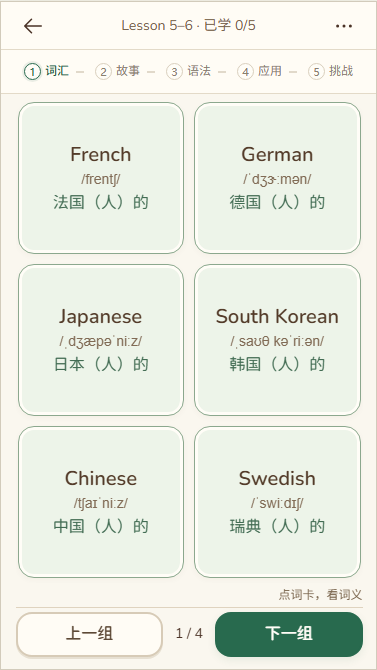 Lesson 5–6 · 已学 0/5
1 词汇 – 2 故事 – 3 语法 – 4 应用 – 5 挑战
French German
/frentʃ/ /ˈdʒɝːmən/
法国（人）的 德国（人）的
Japanese South Korean
/ˌdʒæpəˈniːz/ /ˌsaʊθ kəˈriːən/
日本（人）的 韩国（人）的
Chinese Swedish
/tʃaɪˈniːz/ /ˈswiːdɪʃ/
中国（人）的 瑞典（人）的
点词卡，看词义
上一组 1 / 4 下一组